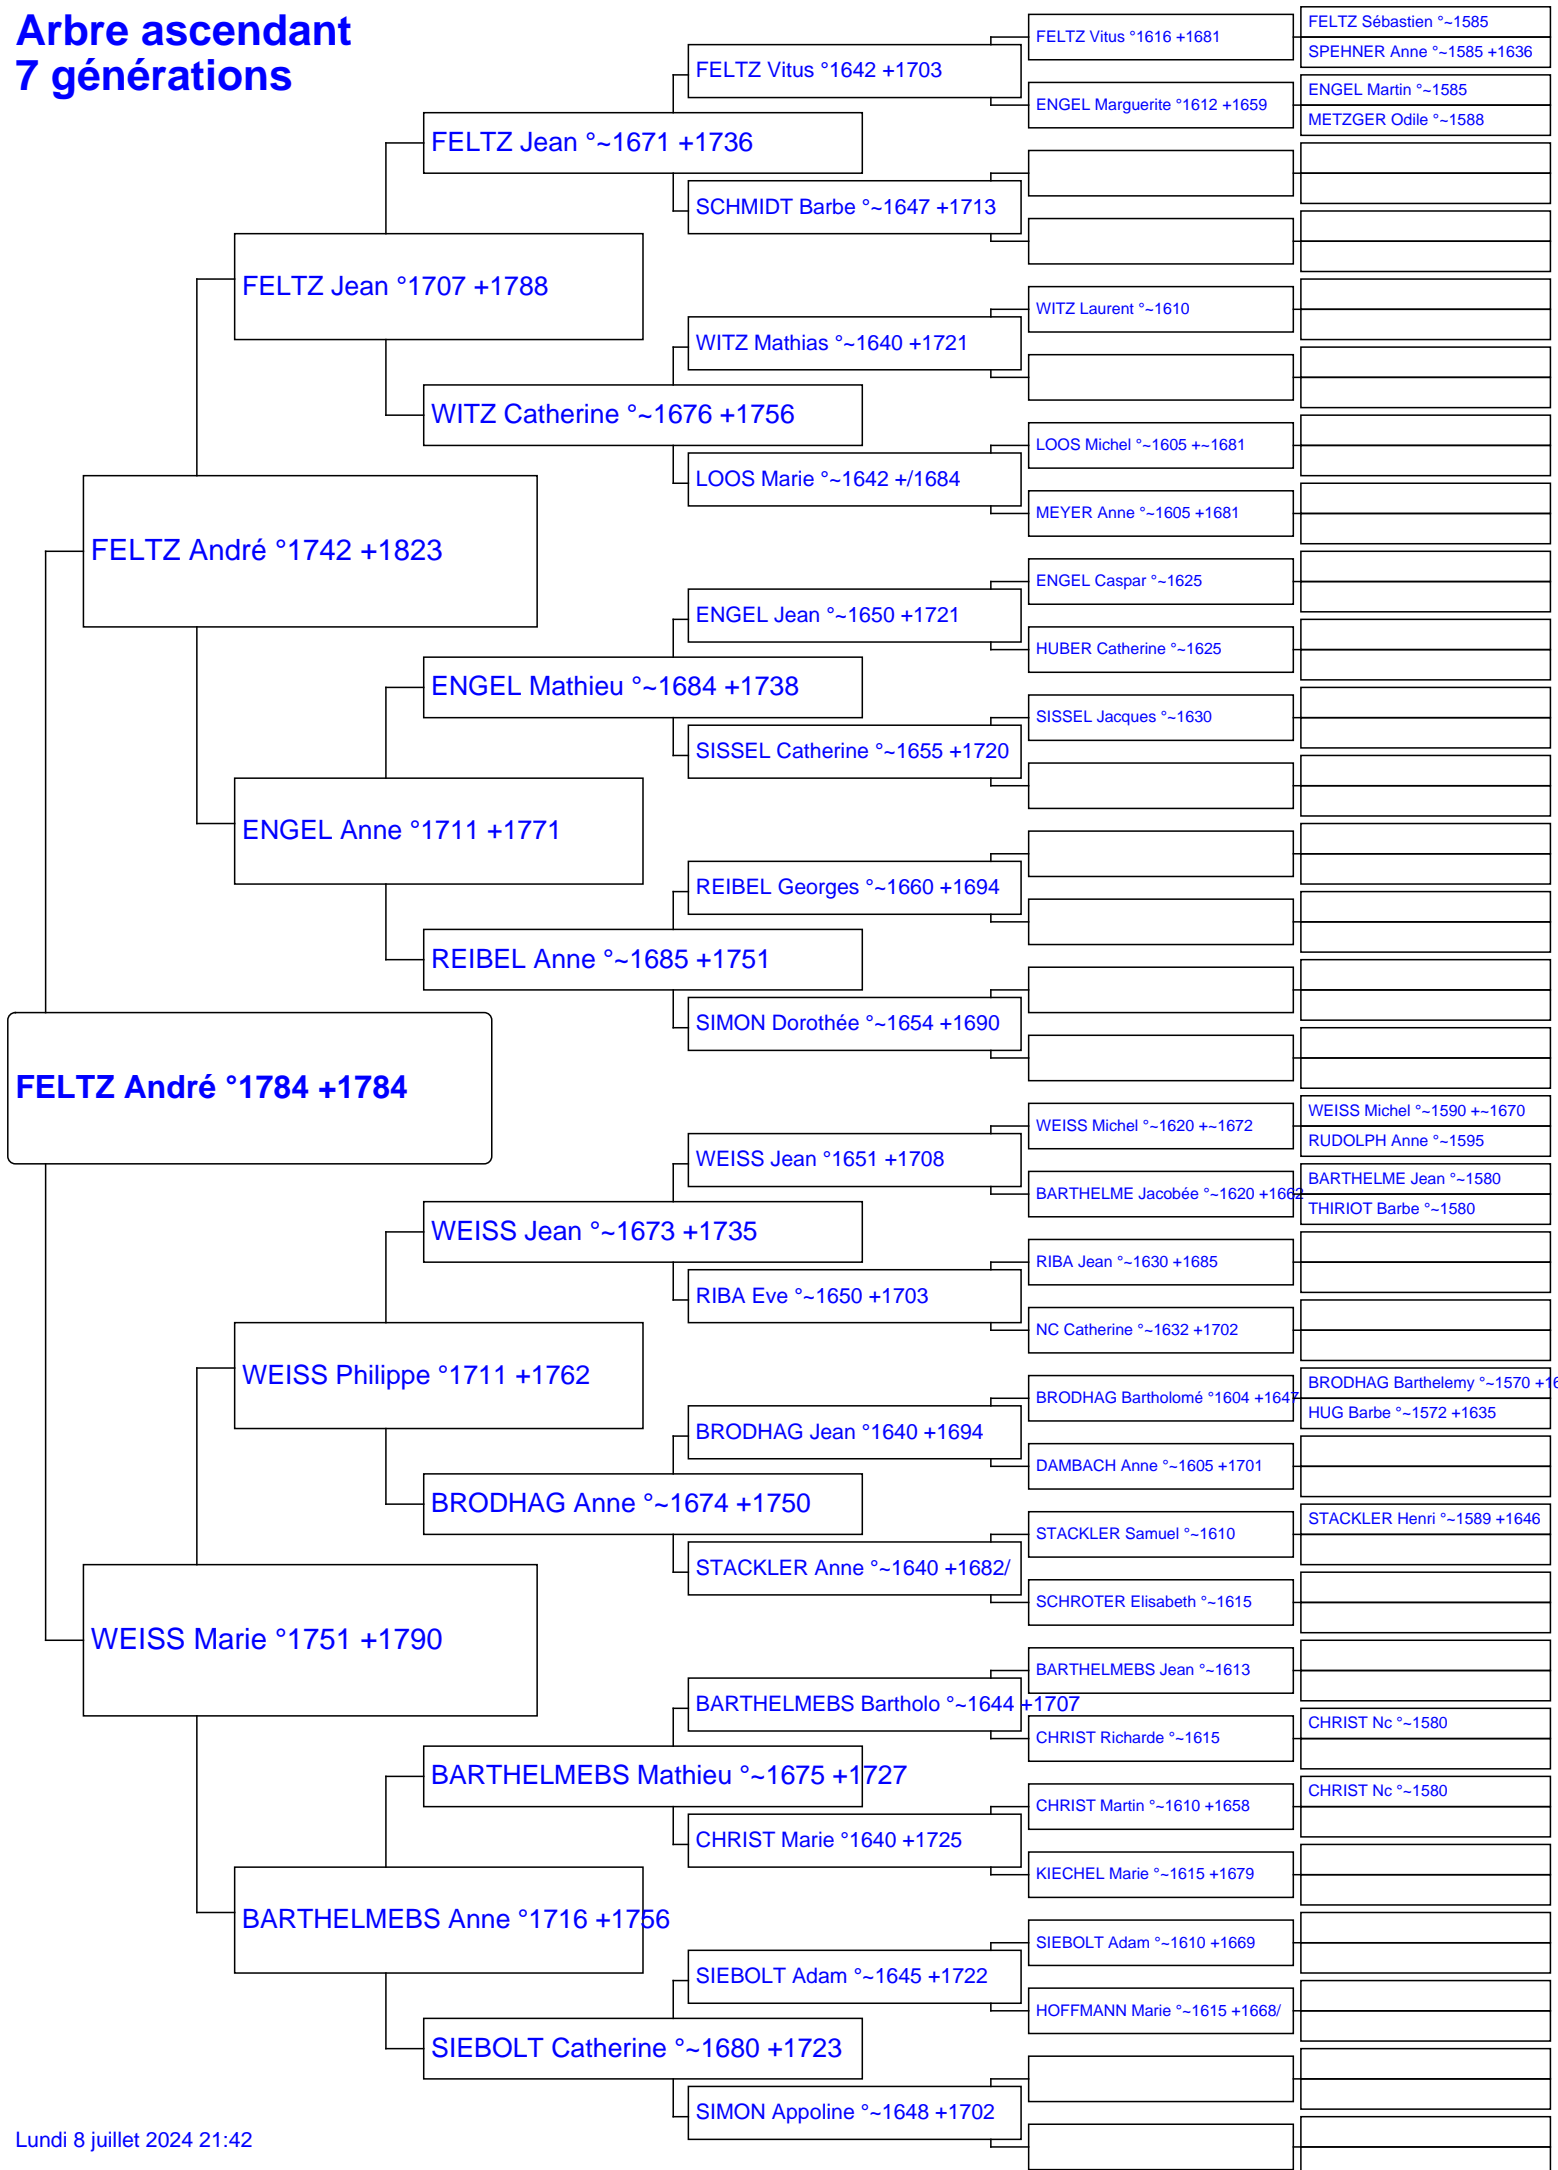 Arbre ascendant
7 générations
FELTZ André °1784 +1784
FELTZ André °1742 +1823
WEISS Marie °1751 +1790
FELTZ Jean °1707 +1788
ENGEL Anne °1711 +1771
WEISS Philippe °1711 +1762
BARTHELMEBS Anne °1716 +1756
FELTZ Jean °~1671 +1736
WITZ Catherine °~1676 +1756
ENGEL Mathieu °~1684 +1738
REIBEL Anne °~1685 +1751
WEISS Jean °~1673 +1735
BRODHAG Anne °~1674 +1750
BARTHELMEBS Mathieu °~1675 +1727
SIEBOLT Catherine °~1680 +1723
FELTZ Vitus °1642 +1703
SCHMIDT Barbe °~1647 +1713
WITZ Mathias °~1640 +1721
LOOS Marie °~1642 +/1684
ENGEL Jean °~1650 +1721
SISSEL Catherine °~1655 +1720
REIBEL Georges °~1660 +1694
SIMON Dorothée °~1654 +1690
WEISS Jean °1651 +1708
RIBA Eve °~1650 +1703
BRODHAG Jean °1640 +1694
STACKLER Anne °~1640 +1682/
BARTHELMEBS Bartholo °~1644 +1707
CHRIST Marie °1640 +1725
SIEBOLT Adam °~1645 +1722
SIMON Appoline °~1648 +1702
FELTZ Vitus °1616 +1681
ENGEL Marguerite °1612 +1659
WITZ Laurent °~1610
LOOS Michel °~1605 +~1681
MEYER Anne °~1605 +1681
ENGEL Caspar °~1625
HUBER Catherine °~1625
SISSEL Jacques °~1630
WEISS Michel °~1620 +~1672
BARTHELME Jacobée °~1620 +1662
RIBA Jean °~1630 +1685
NC Catherine °~1632 +1702
BRODHAG Bartholomé °1604 +1647
DAMBACH Anne °~1605 +1701
STACKLER Samuel °~1610
SCHROTER Elisabeth °~1615
BARTHELMEBS Jean °~1613
CHRIST Richarde °~1615
CHRIST Martin °~1610 +1658
KIECHEL Marie °~1615 +1679
SIEBOLT Adam °~1610 +1669
HOFFMANN Marie °~1615 +1668/
FELTZ Sébastien °~1585
SPEHNER Anne °~1585 +1636
ENGEL Martin °~1585
METZGER Odile °~1588
WEISS Michel °~1590 +~1670
RUDOLPH Anne °~1595
BARTHELME Jean °~1580
THIRIOT Barbe °~1580
BRODHAG Barthelemy °~1570
HUG Barbe °~1572 +1635
STACKLER Henri °~1589 +1646
CHRIST Nc °~1580
CHRIST Nc °~1580
Lundi 8 juillet 2024 21:42